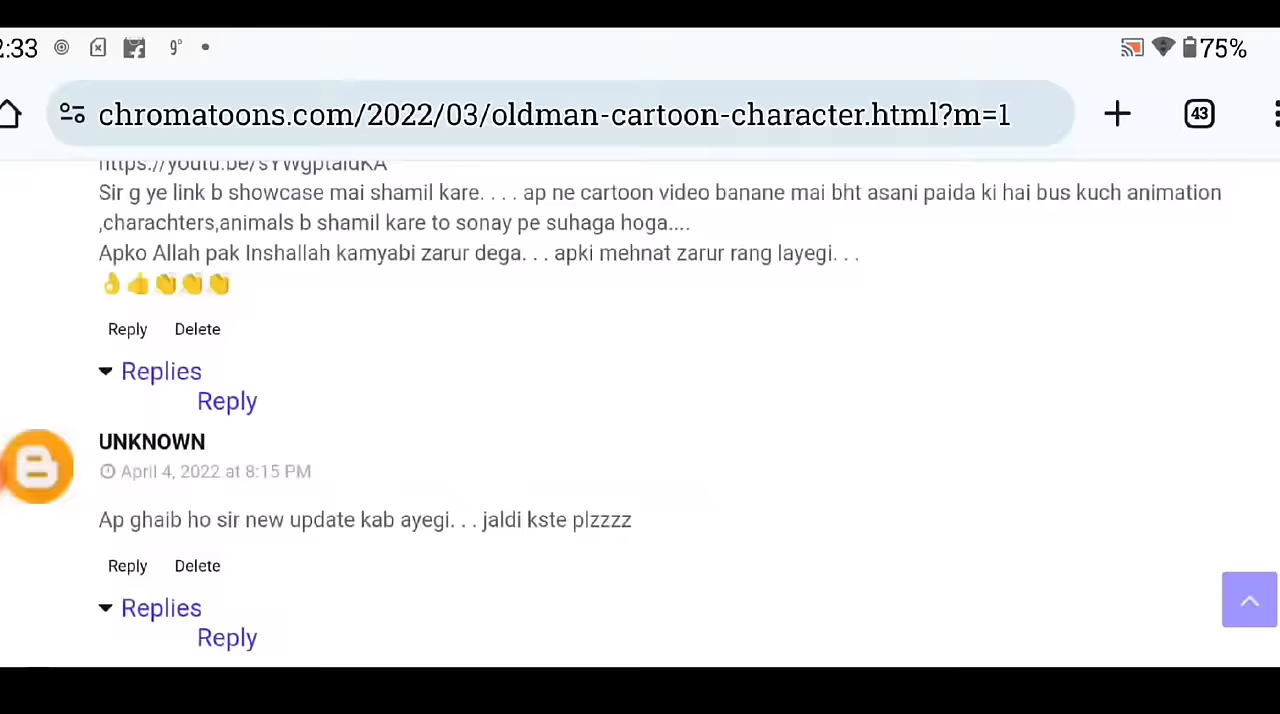 2:33 9° 75%
chromatoons.com/2022/03/oldman-cartoon-character.html?m=1 43
Sir g ye link b showcase mai shamil kare. . . . ap ne cartoon video banane mai bht asani paida ki hai bus kuch animation
,charachters,animals b shamil kare to sonay pe suhaga hoga....
Apko Allah pak Inshallah kamyabi zarur dega. . . apki mehnat zarur rang layegi. . .
👌👍👏👏👏
Reply Delete
Replies
Reply
UNKNOWN
April 4, 2022 at 8:15 PM
Ap ghaib ho sir new update kab ayegi. . . jaldi kste plzzzz
Reply Delete
Replies
Reply